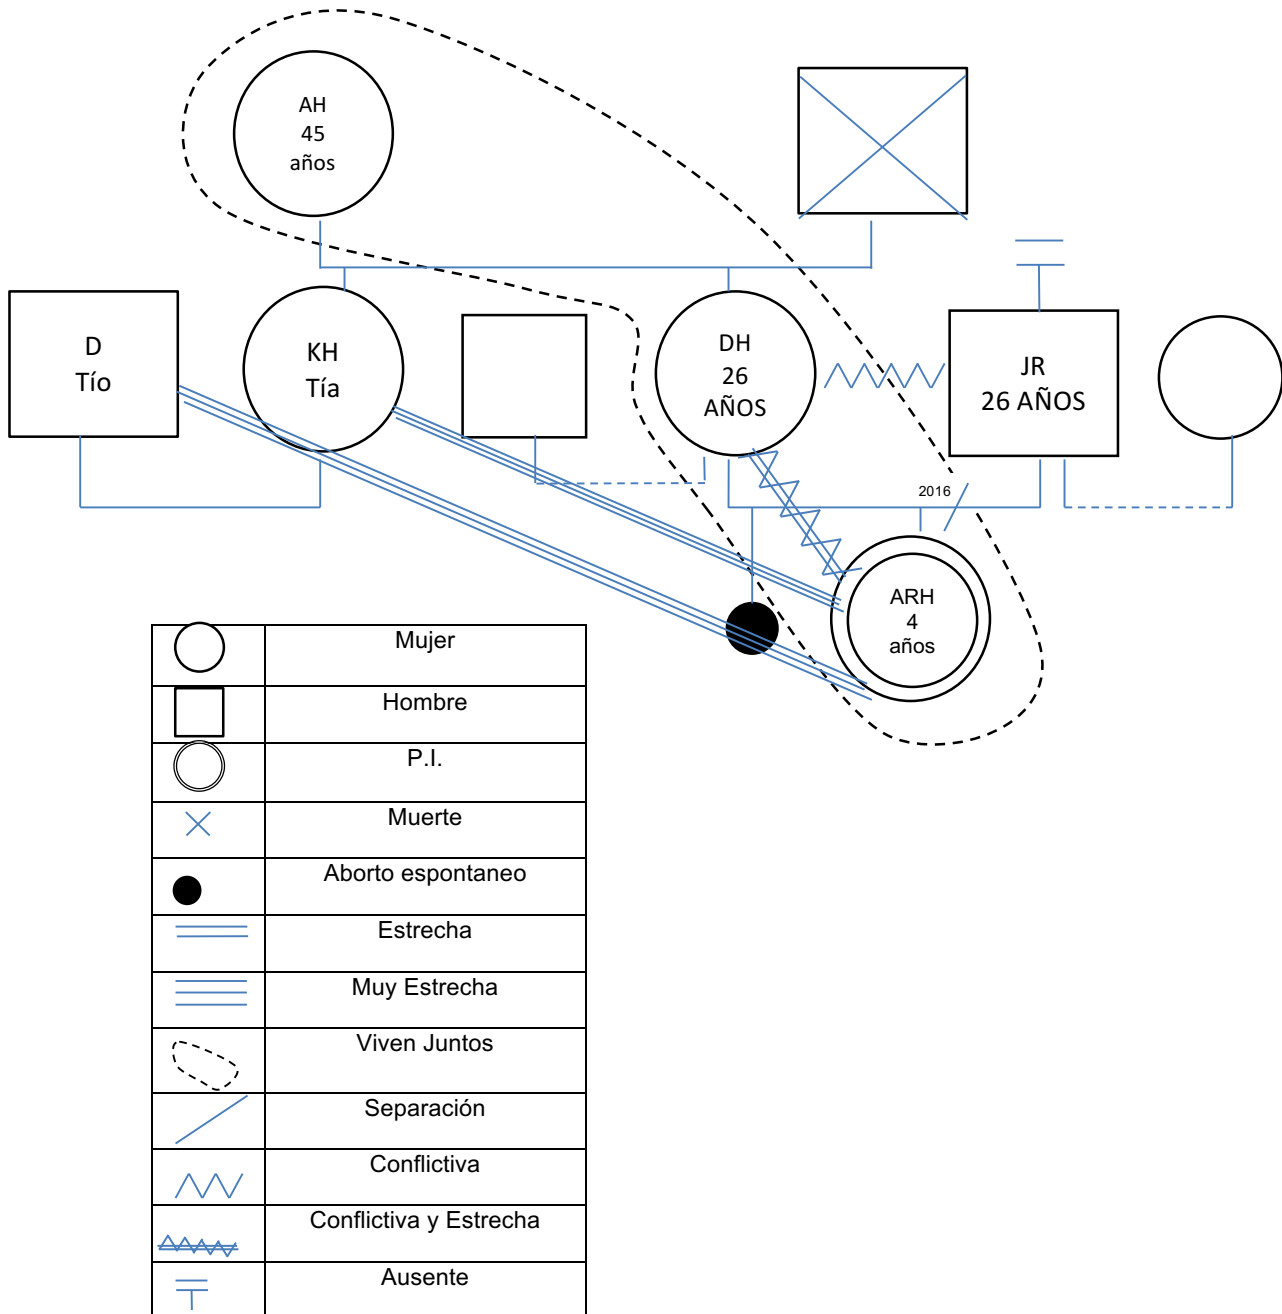 AH
45
años
D
Tío
KH
Tía
DH
26
AÑOS
JR
26 AÑOS
2016
ARH
4
años
Mujer
Hombre
P.I.
Muerte
Aborto espontaneo
Estrecha
Muy Estrecha
Viven Juntos
Separación
Conflictiva
Conflictiva y Estrecha
Ausente